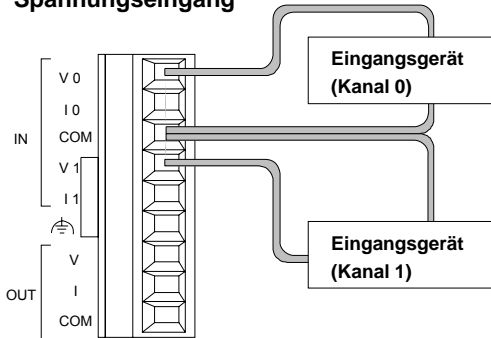 Spannungseingang
V 0
I 0
IN
COM
V 1
I 1
V
OUT
I
COM
Eingangsgerät
(Kanal 0)
Eingangsgerät
(Kanal 1)